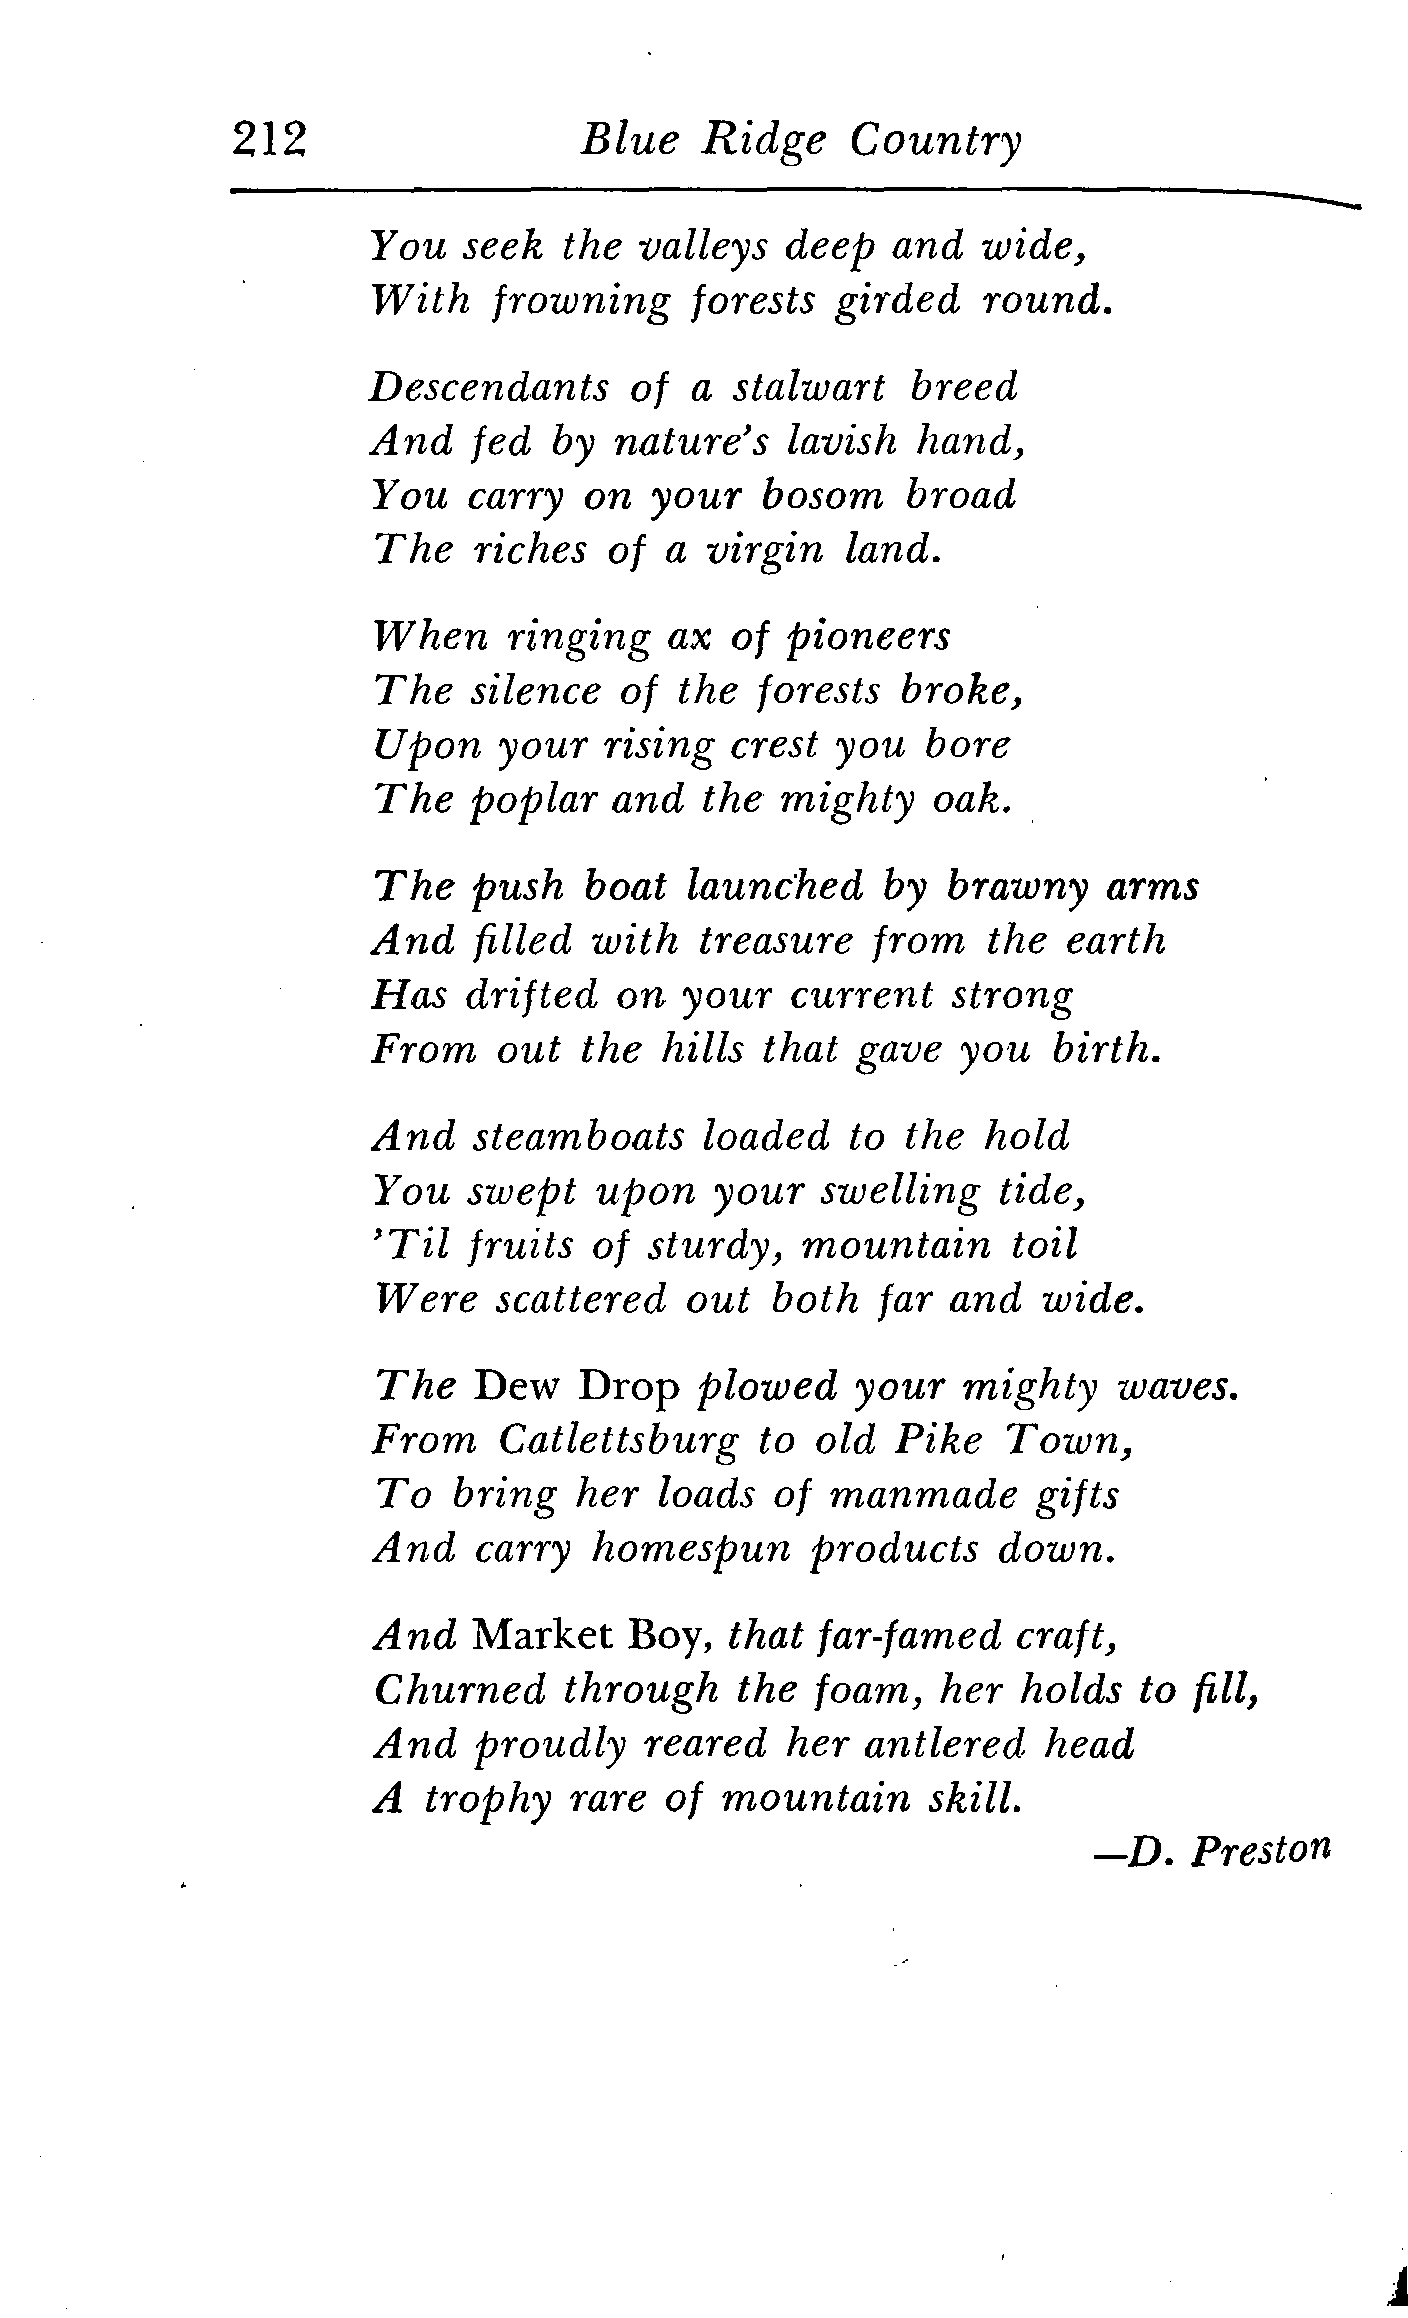 212 Blue Ridge Country
You seek the valleys deep and wide,
With frowning forests girded round.
Descendants of a stalwart breed
And fed by nature's lavish hand,
You carry on your bosom broad
The riches of a virgin land.
When ringing ax of pioneers
The silence of the forests broke,
Upon your rising crest you bore
The poplar and the mighty oak.
The push boat launched by brawny arms
And filled with treasure from the earth
Has drifted on your current strong
From out the hills that gave you birth.
And steamboats loaded to the hold
You swept upon your swelling tide,
'Til fruits of sturdy, mountain toil
Were scattered out both far and wide.
The Dew Drop plowed your mighty waves.
From Catlettsburg to old Pike Town,
To bring her loads of manmade gifts
And carry homespun products down.
And Market Boy, that far-famed craft,
Churned through the foam, her holds to fill,
And proudly reared her antlered head
A trophy rare of mountain skill.
—D. Preston